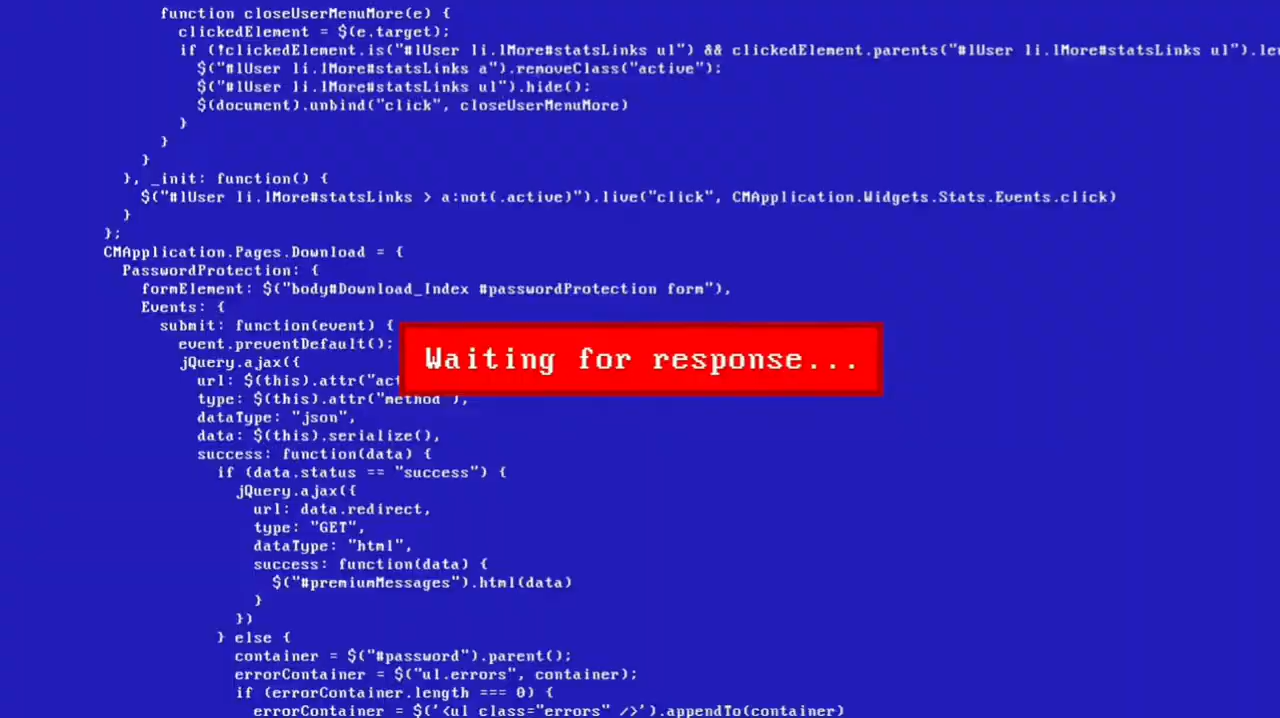 function closeUserMenuMore(e) {
clickedElement = $(e.target);
if (!clickedElement.is("#lUser li.lMore#statsLinks ul") && clickedElement.parents("#lUser li.lMore#statsLinks ul").le
$("#lUser li.lMore#statsLinks a").removeClass("active");
$("#lUser li.lMore#statsLinks ul").hide();
$(document).unbind("click", closeUserMenuMore)
}
}
}
}, _init: function() {
$("#lUser li.lMore#statsLinks > a:not(.active)").live("click", CMApplication.Widgets.Stats.Events.click)
}
};
CMApplication.Pages.Download = {
PasswordProtection: {
formElement: $("body#Download_Index #passwordProtection form"),
Events: {
submit: function(event) {
event.preventDefault();
jQuery.ajax({
Waiting for response...
url: $(this).attr("act
type: $(this).attr("method"),
dataType: "json",
data: $(this).serialize(),
success: function(data) {
if (data.status == "success") {
jQuery.ajax({
url: data.redirect,
type: "GET",
dataType: "html",
success: function(data) {
$("#premiumMessages").html(data)
}
})
} else {
container = $("#password").parent();
errorContainer = $("ul.errors", container);
if (errorContainer.length === 0) {
errorContainer = $('<ul class="errors" />').appendTo(container)